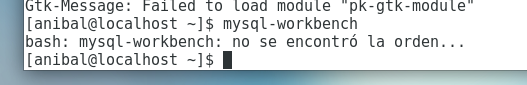 Gtk-Message: Failed to load module "pk-gtk-module"
[anibal@localhost ~]$ mysql-workbench
bash: mysql-workbench: no se encontró la orden...
[anibal@localhost ~]$